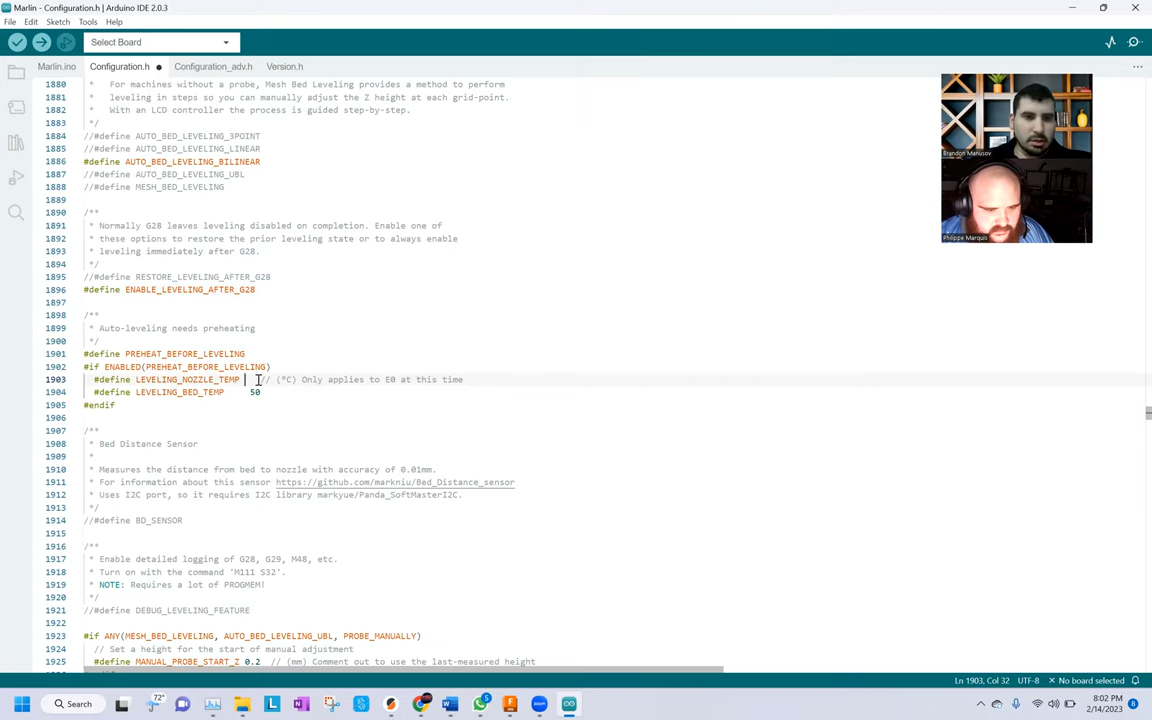 Marlin - Configuration.h | Arduino IDE 2.0.3
File Edit Sketch Tools Help
Select Board
Marlin.ino Configuration.h Configuration_adv.h Version.h
1880 * For machines without a probe, Mesh Bed Leveling provides a method to perform
1881 * leveling in steps so you can manually adjust the Z height at each grid-point.
1882 * With an LCD controller the process is guided step-by-step.
1883 */
1884 //#define AUTO_BED_LEVELING_3POINT
1885 //#define AUTO_BED_LEVELING_LINEAR
1886 #define AUTO_BED_LEVELING_BILINEAR
1887 //#define AUTO_BED_LEVELING_UBL
1888 //#define MESH_BED_LEVELING
1889
1890 /**
1891 * Normally G28 leaves leveling disabled on completion. Enable one of
1892 * these options to restore the prior leveling state or to always enable
1893 * leveling immediately after G28.
1894 */
1895 //#define RESTORE_LEVELING_AFTER_G28
1896 #define ENABLE_LEVELING_AFTER_G28
1897
1898 /**
1899 * Auto-leveling needs preheating
1900 */
1901 #define PREHEAT_BEFORE_LEVELING
1902 #if ENABLED(PREHEAT_BEFORE_LEVELING)
1903 #define LEVELING_NOZZLE_TEMP // (°C) Only applies to E0 at this time
1904 #define LEVELING_BED_TEMP 50
1905 #endif
1906
1907 /**
1908 * Bed Distance Sensor
1909 *
1910 * Measures the distance from bed to nozzle with accuracy of 0.01mm.
1911 * For information about this sensor https://github.com/markniu/Bed_Distance_sensor
1912 * Uses I2C port, so it requires I2C library markyue/Panda_SoftMasterI2C.
1913 */
1914 //#define BD_SENSOR
1915
1916 /**
1917 * Enable detailed logging of G28, G29, M48, etc.
1918 * Turn on with the command 'M111 S32'.
1919 * NOTE: Requires a lot of PROGMEM!
1920 */
1921 //#define DEBUG_LEVELING_FEATURE
1922
1923 #if ANY(MESH_BED_LEVELING, AUTO_BED_LEVELING_UBL, PROBE_MANUALLY)
1924 // Set a height for the start of manual adjustment
1925 #define MANUAL_PROBE_START_Z 0.2 // (mm) Comment out to use the last-measured height
Brandon Manusov
Philippe Marquis
Ln 1903, Col 32 UTF-8 No board selected
Search
72°
5
8:02 PM
2/14/2023
8